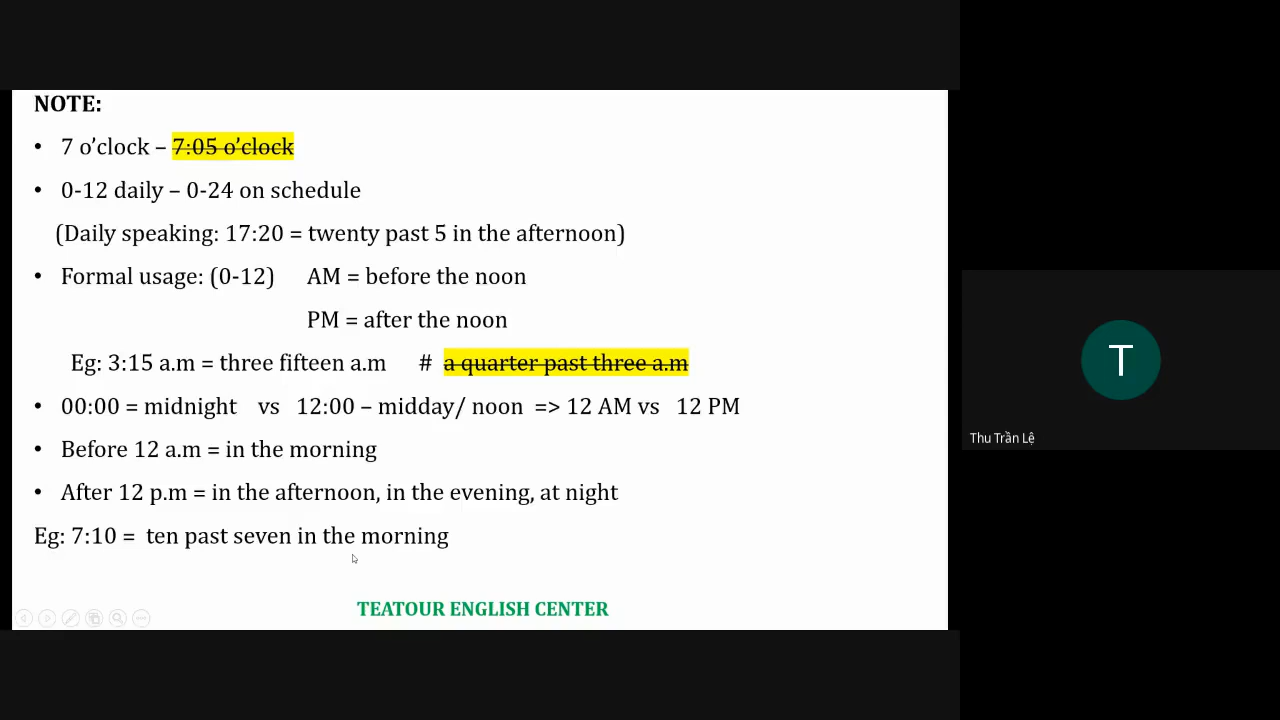 NOTE:
• 7 o’clock – 7:05 o’clock
• 0-12 daily – 0-24 on schedule
(Daily speaking: 17:20 = twenty past 5 in the afternoon)
• Formal usage: (0-12) AM = before the noon
PM = after the noon
Eg: 3:15 a.m = three fifteen a.m # a quarter past three a.m
• 00:00 = midnight vs 12:00 – midday/ noon => 12 AM vs 12 PM
• Before 12 a.m = in the morning
• After 12 p.m = in the afternoon, in the evening, at night
Eg: 7:10 = ten past seven in the morning
TEATOUR ENGLISH CENTER
T
Thu Trần Lệ